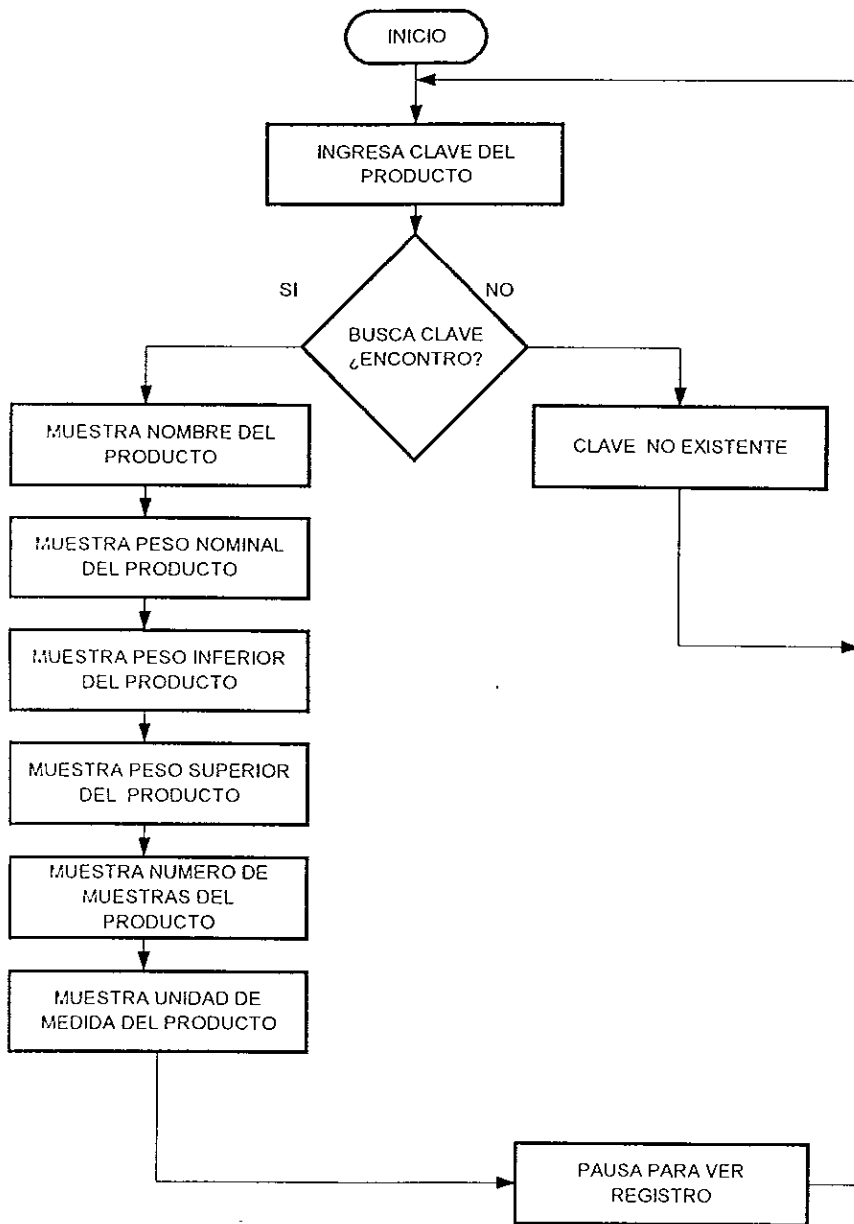 INICIO
INGRESA CLAVE DEL
PRODUCTO
SI
NO
BUSCA CLAVE
¿ENCONTRO?
MUESTRA NOMBRE DEL
PRODUCTO
CLAVE NO EXISTENTE
MUESTRA PESO NOMINAL
DEL PRODUCTO
MUESTRA PESO INFERIOR
DEL PRODUCTO
MUESTRA PESO SUPERIOR
DEL PRODUCTO
MUESTRA NUMERO DE
MUESTRAS DEL
PRODUCTO
MUESTRA UNIDAD DE
MEDIDA DEL PRODUCTO
PAUSA PARA VER
REGISTRO